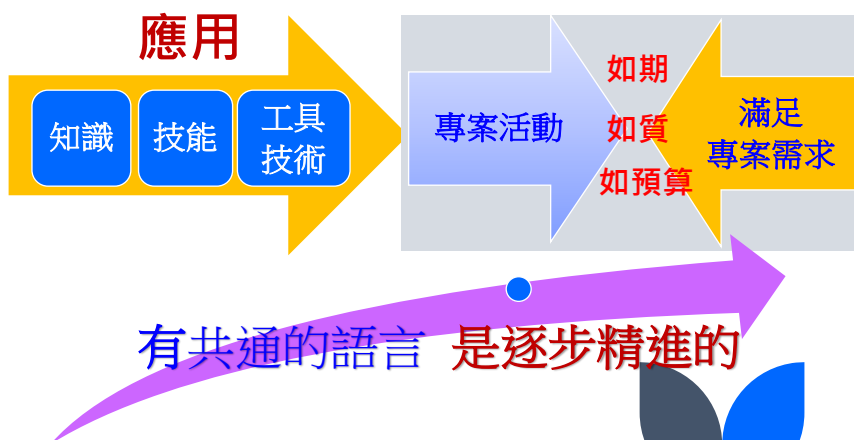 應用
知識
技能
工具
技術
專案活動
如期
如質
如預算
滿足
專案需求
有共通的語言 是逐步精進的